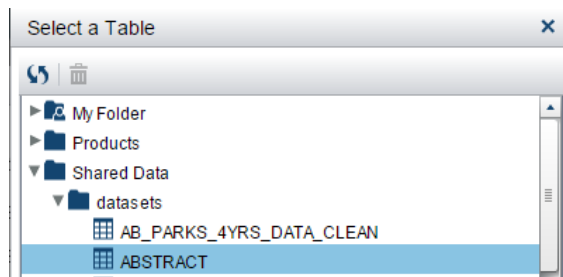 Select a Table
My Folder
Products
Shared Data
datasets
AB_PARKS_4YRS_DATA_CLEAN
ABSTRACT